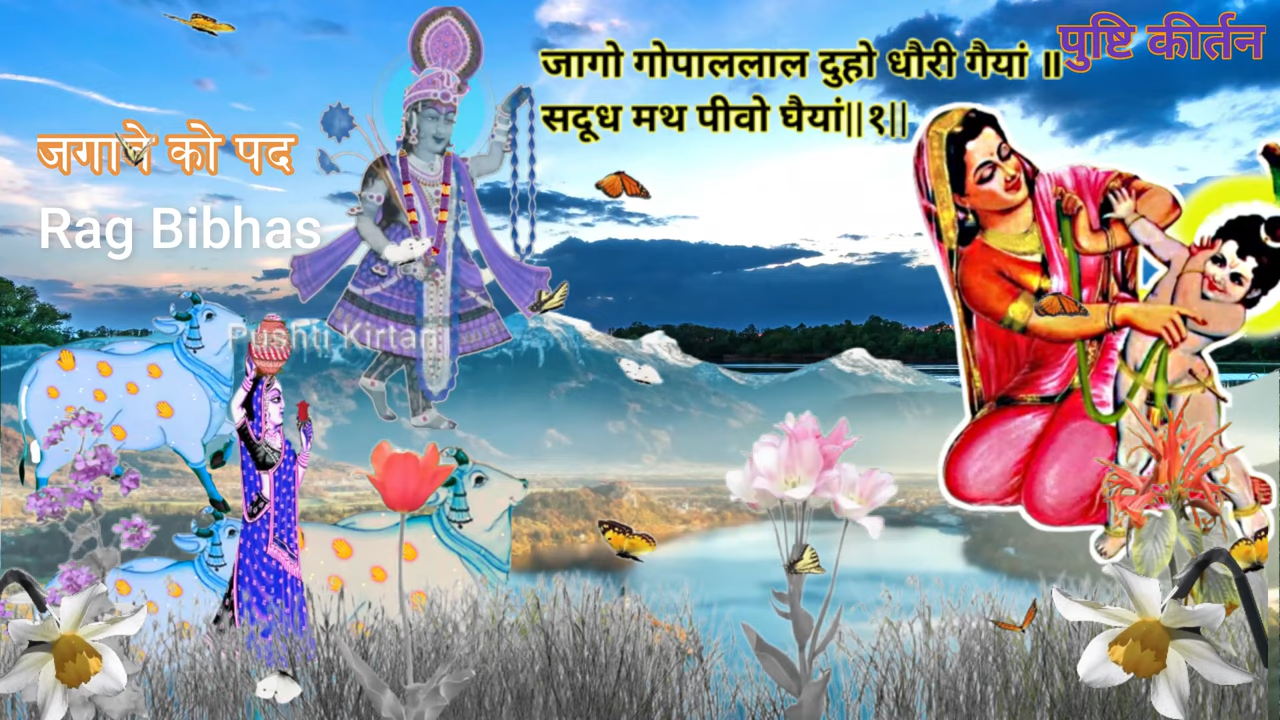 पुष्टि कीर्तन
जागो गोपाललाल दुहो धौरी गैयां ॥
सदूध मथ पीवो घैयां||१||
जगावे को पद
Rag Bibhas
Pushti Kirtan